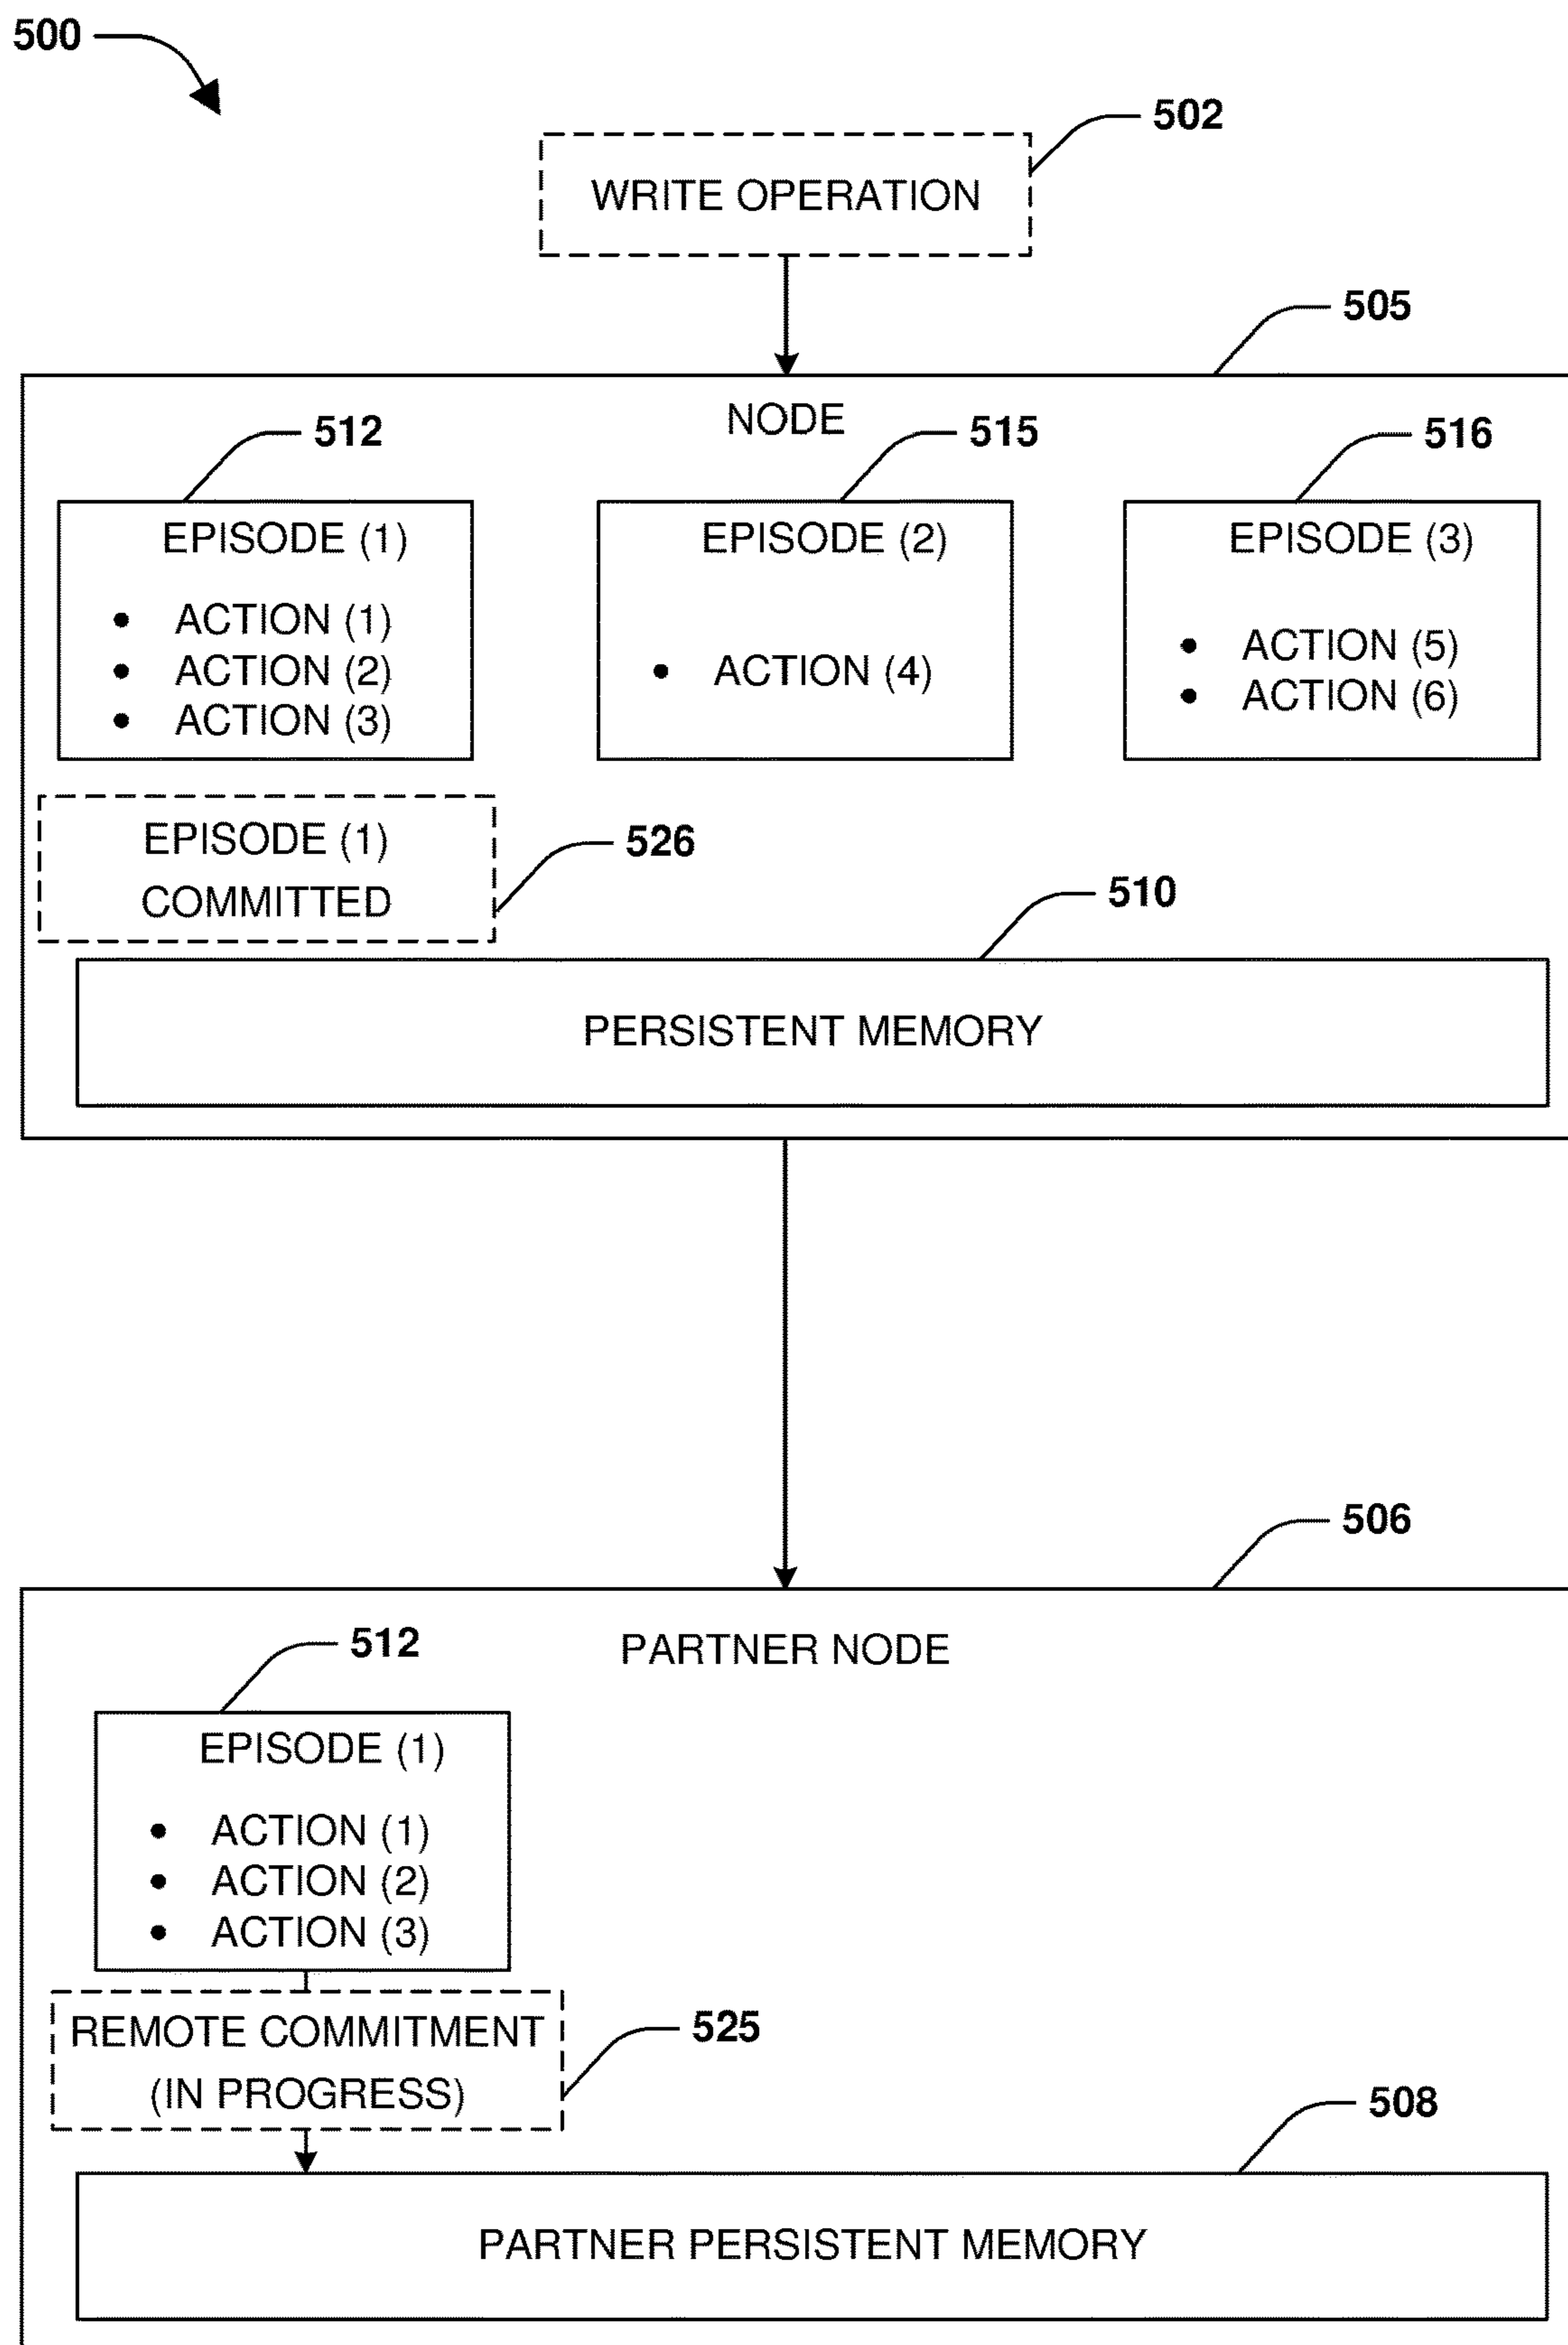 500
502
WRITE OPERATION
505
NODE
512
515
516
EPISODE (1)
• ACTION (1)
• ACTION (2)
• ACTION (3)
EPISODE (2)
• ACTION (4)
EPISODE (3)
• ACTION (5)
• ACTION (6)
EPISODE (1)
COMMITTED
526
510
PERSISTENT MEMORY
506
PARTNER NODE
512
EPISODE (1)
• ACTION (1)
• ACTION (2)
• ACTION (3)
REMOTE COMMITMENT
(IN PROGRESS)
525
508
PARTNER PERSISTENT MEMORY